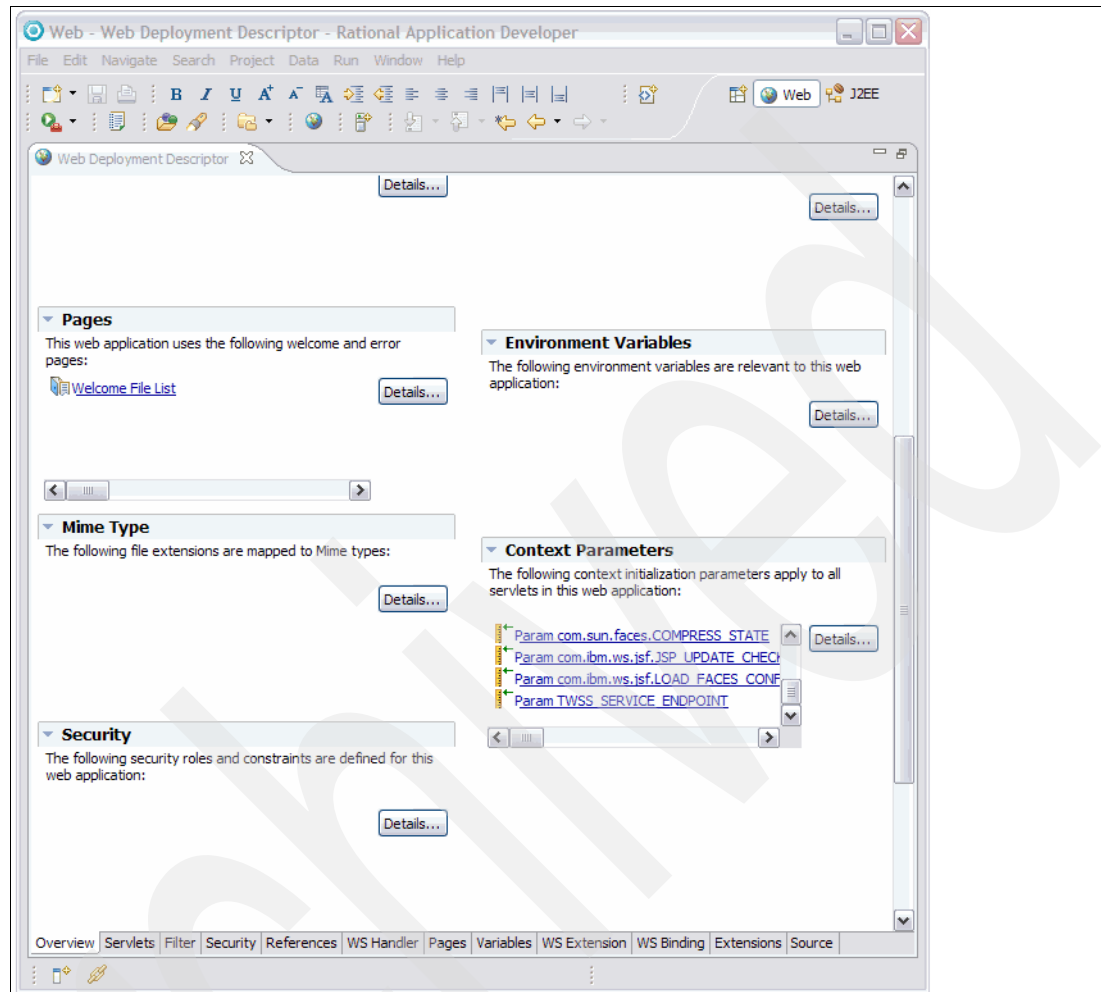 Web - Web Deployment Descriptor - Rational Application Developer
File Edit Navigate Search Project Data Run Window Help
B I U A+ A- A
Web J2EE
Web Deployment Descriptor
Details...
Details...
Pages
This web application uses the following welcome and error
pages:
Welcome File List
Details...
Mime Type
The following file extensions are mapped to Mime types:
Details...
Security
The following security roles and constraints are defined for this
web application:
Details...
Environment Variables
The following environment variables are relevant to this web
application:
Details...
Context Parameters
The following context initialization parameters apply to all
servlets in this web application:
Param com.sun.faces.COMPRESS_STATE
Details...
Param com.ibm.ws.jsf.JSP_UPDATE_CHECK
Param com.ibm.ws.jsf.LOAD_FACES_CONF
Param TWSS_SERVICE_ENDPOINT
Overview Servlets Filter Security References WS Handler Pages Variables WS Extension WS Binding Extensions Source